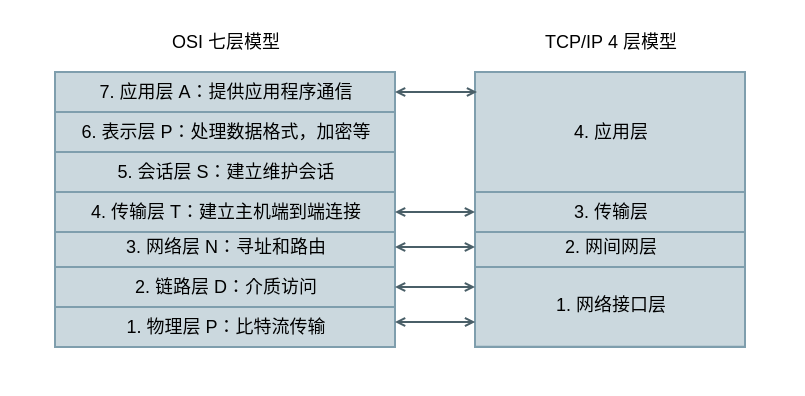 OSI 七层模型
TCP/IP 4 层模型
7. 应用层 A：提供应用程序通信
6. 表示层 P：处理数据格式，加密等
5. 会话层 S：建立维护会话
4. 传输层 T：建立主机端到端连接
3. 网络层 N：寻址和路由
2. 链路层 D：介质访问
1. 物理层 P：比特流传输
4. 应用层
3. 传输层
2. 网间网层
1. 网络接口层